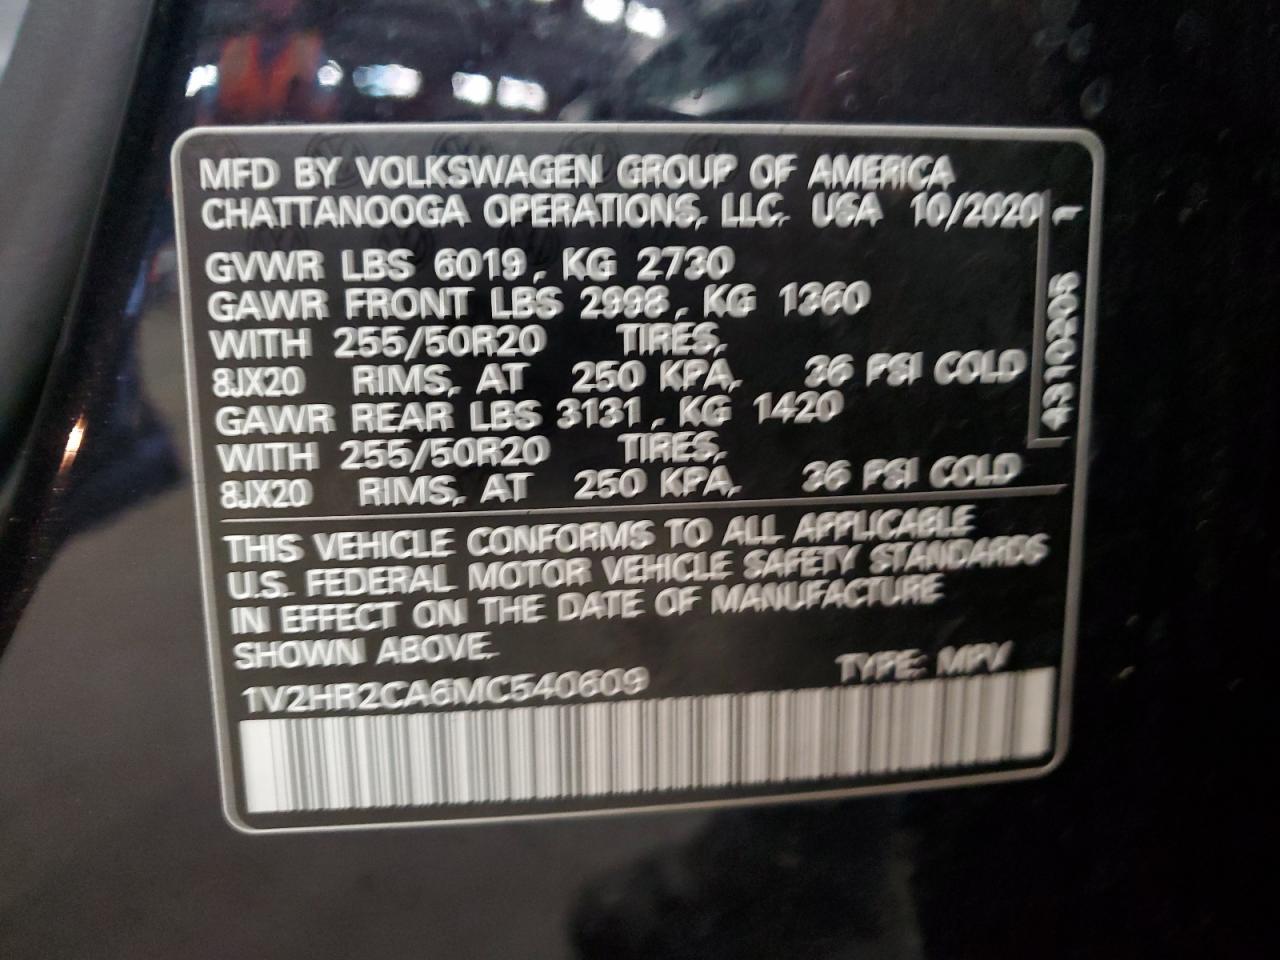 MFD BY VOLKSWAGEN GROUP OF AMERICA
CHATTANOOGA OPERATIONS, LLC. USA 10/2020
GVWR LBS 6019, KG 2730
GAWR FRONT LBS 2998, KG 1360
WITH 255/50R20 TIRES,
8JX20 RIMS, AT 250 KPA, 36 PSI COLD
GAWR REAR LBS 3131, KG 1420
WITH 255/50R20 TIRES,
8JX20 RIMS, AT 250 KPA, 36 PSI COLD
THIS VEHICLE CONFORMS TO ALL APPLICABLE
U.S. FEDERAL MOTOR VEHICLE SAFETY STANDARDS
IN EFFECT ON THE DATE OF MANUFACTURE
SHOWN ABOVE.
TYPE: MPV
1V2HR2CA6MC540609
4310205 1